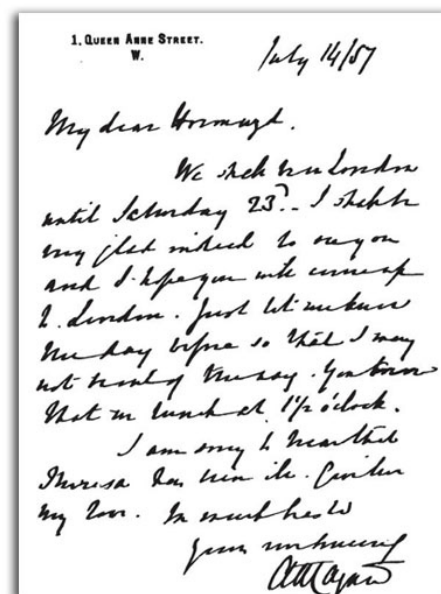 1, QUEEN ANNE STREET.
W.
July 14/87
My dear Hormuzd.
We shall be in London
until Saturday 23rd. I shall be
very glad indeed to see you
and I hope you will come up
to London. Just let me know
the day before so that I may
not be out of the way. You know
that we lunch at 1½ o'clock.
I am sorry to hear that
Theresa has been ill. Give her
my love. In much haste
Yours